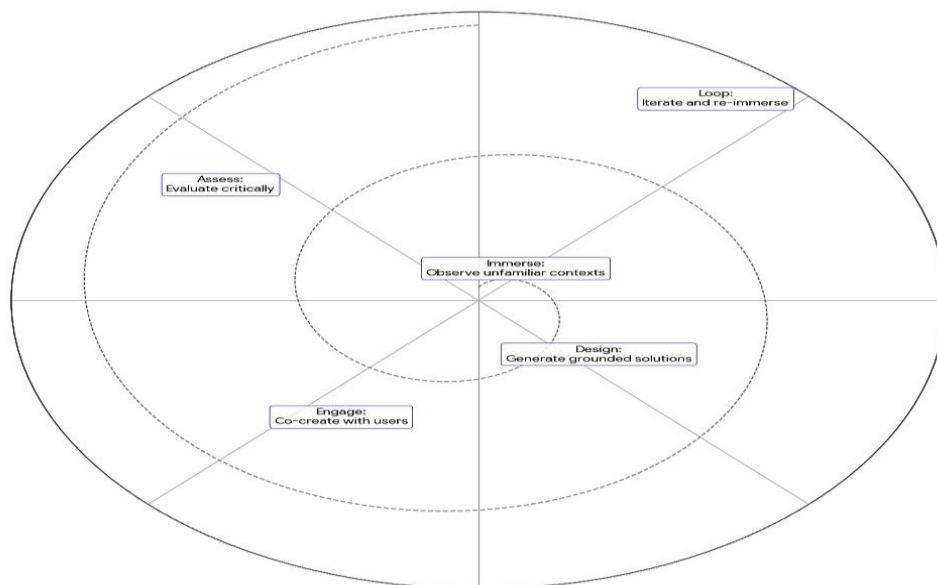 Loop:
Iterate and re-immerse
Assess:
Evaluate critically
Immerse:
Observe unfamiliar contexts
Design:
Generate grounded solutions
Engage:
Co-create with users